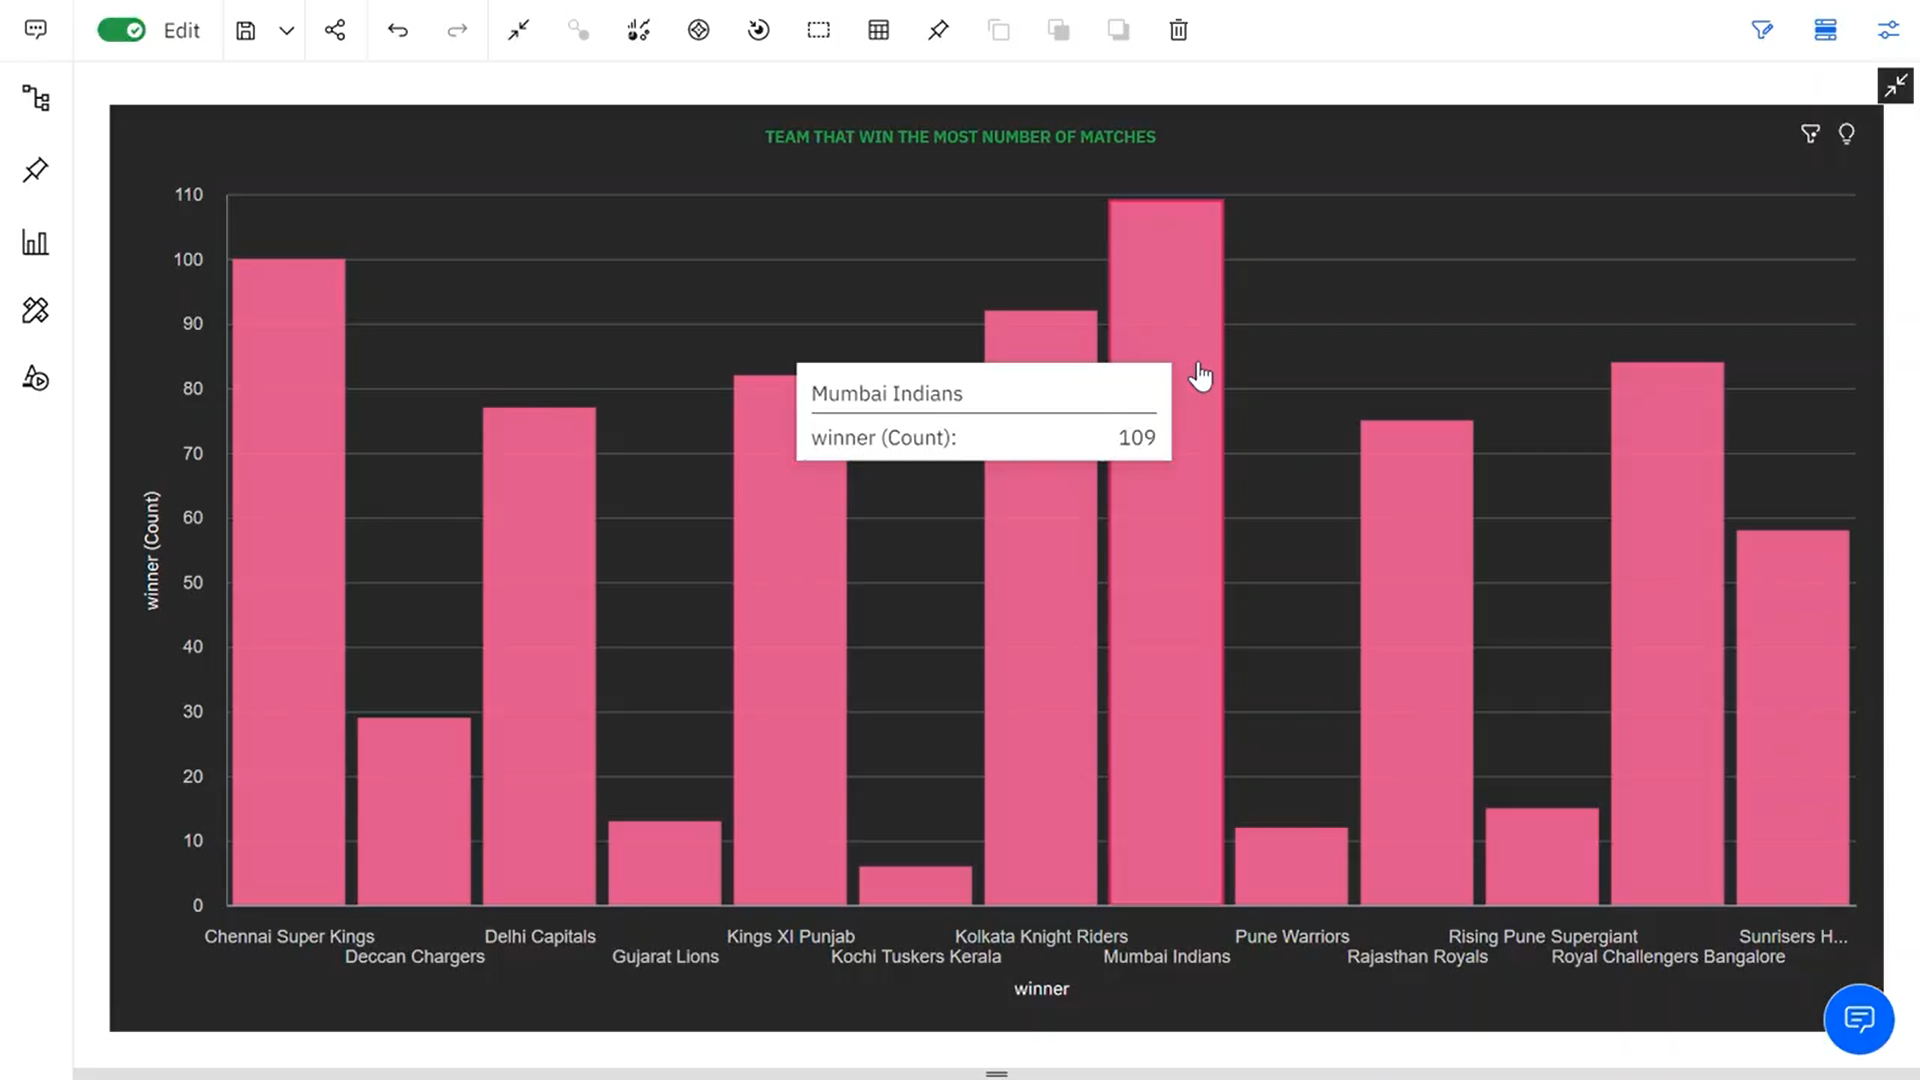 Edit
TEAM THAT WIN THE MOST NUMBER OF MATCHES
110
100
90
80
70
60
50
40
30
20
10
0
winner (Count)
Mumbai Indians
winner (Count): 109
Chennai Super Kings
Deccan Chargers
Delhi Capitals
Gujarat Lions
Kings XI Punjab
Kochi Tuskers Kerala
Kolkata Knight Riders
Mumbai Indians
Pune Warriors
Rajasthan Royals
Rising Pune Supergiant
Royal Challengers Bangalore
Sunrisers H...
winner